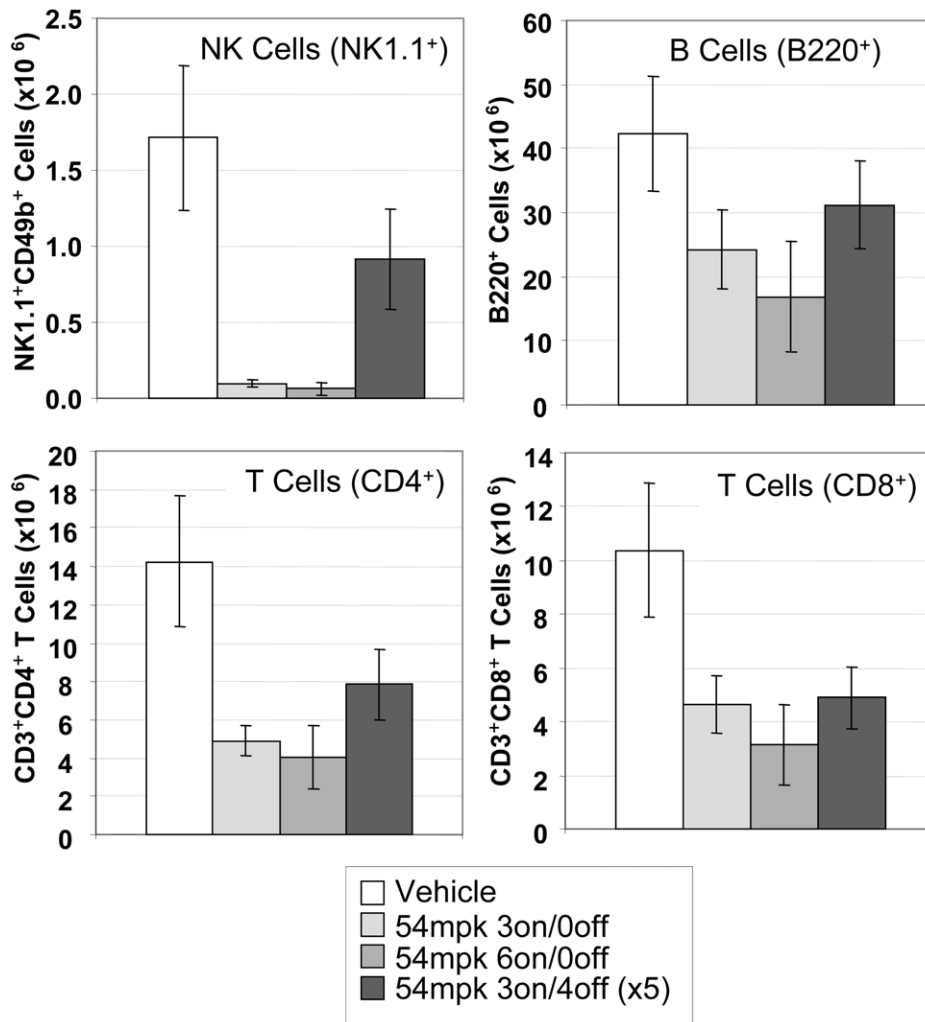 NK Cells (NK1.1⁺)
NK1.1⁺CD49b⁺ Cells (x10⁶)
2.5
2.0
1.5
1.0
0.5
0.0
B Cells (B220⁺)
B220⁺ Cells (x10⁶)
60
50
40
30
20
10
0
T Cells (CD4⁺)
CD3⁺CD4⁺ T Cells (x10⁶)
20
18
16
14
12
10
8
6
4
2
0
T Cells (CD8⁺)
CD3⁺CD8⁺ T Cells (x10⁶)
14
12
10
8
6
4
2
0
Vehicle
54mpk 3on/0off
54mpk 6on/0off
54mpk 3on/4off (x5)